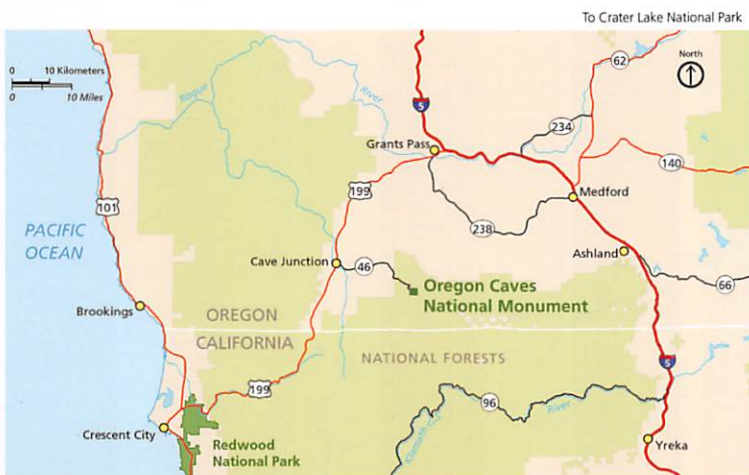 To Crater Lake National Park
0 10 Kilometers
0 10 Miles
North
62
Rogue
River
5
234
Grants Pass
140
199
101
Medford
PACIFIC
OCEAN
238
Cave Junction
46
Ashland
66
Oregon Caves
National Monument
Brookings
OREGON
CALIFORNIA
NATIONAL FORESTS
5
199
96
River
Klamath
Crescent City
Redwood
National Park
Yreka